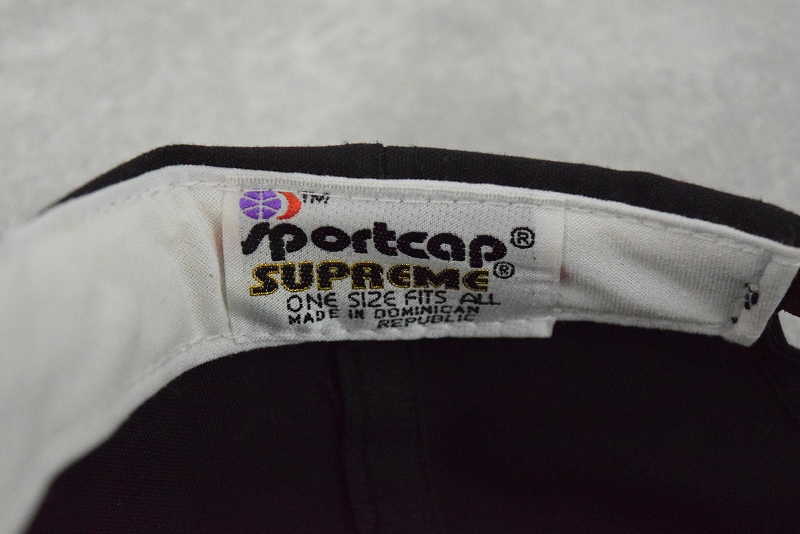 TM
sportcap®
SUPREME®
ONE SIZE FITS ALL
MADE IN DOMINICAN
REPUBLIC